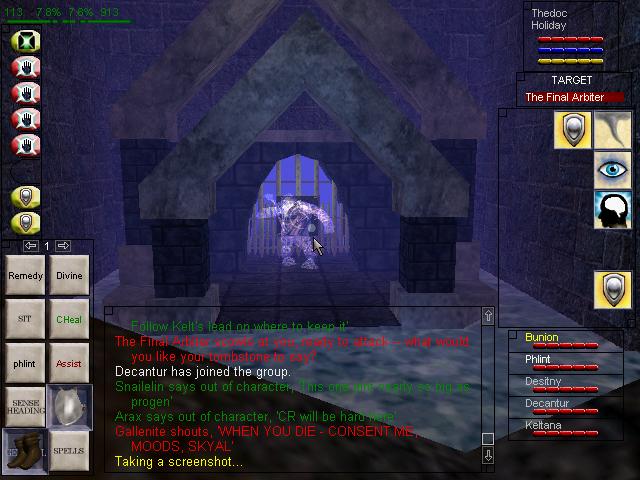 113 7.8% 7.6% 913
Thedoc
Holiday
TARGET
The Final Arbiter
1
Remedy
Divine
SIT
CHeal
phlint
Assist
SENSE
HEADING
SPELLS
Follow Kelt's lead on where to keep it'
The Final Arbiter scowls at you, ready to attack -- what would
you like your tombstone to say?
Decantur has joined the group.
Snailelin says out of character, 'This one not nearly so big as
progen'
Arax says out of character, 'CR will be hard here'
Gallenite shouts, 'WHEN YOU DIE - CONSENT ME,
MOODS, SKYAL'
Taking a screenshot...
Bunion
Phlint
Desitny
Decantur
Keltana